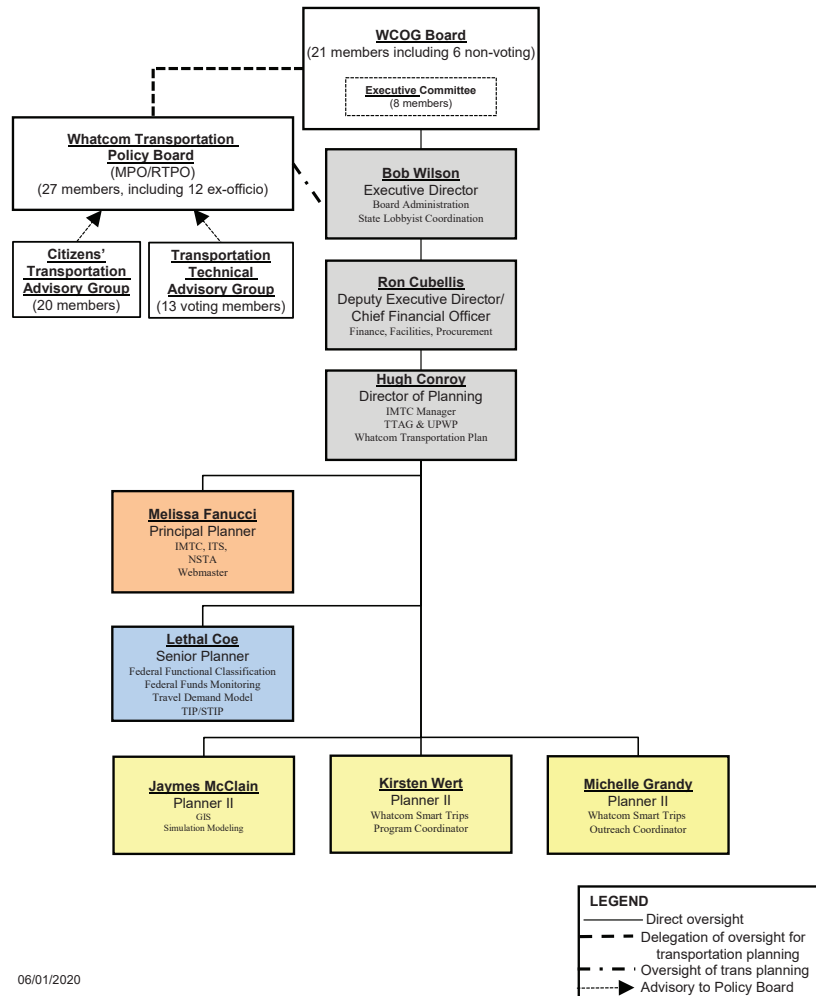 WCOG Board
(21 members including 6 non-voting)
Executive Committee
(8 members)
Whatcom Transportation
Policy Board
(MPO/RTPO)
(27 members, including 12 ex-officio)
Bob Wilson
Executive Director
Board Administration
State Lobbyist Coordination
Citizens'
Transportation
Advisory Group
(20 members)
Transportation
Technical
Advisory Group
(13 voting members)
Ron Cubellis
Deputy Executive Director/
Chief Financial Officer
Finance, Facilities, Procurement
Hugh Conroy
Director of Planning
IMTC Manager
TTAG & UPWP
Whatcom Transportation Plan
Melissa Fanucci
Principal Planner
IMTC, ITS,
NSTA
Webmaster
Lethal Coe
Senior Planner
Federal Functional Classification
Federal Funds Monitoring
Travel Demand Model
TIP/STIP
Jaymes McClain
Planner II
GIS
Simulation Modeling
Kirsten Wert
Planner II
Whatcom Smart Trips
Program Coordinator
Michelle Grandy
Planner II
Whatcom Smart Trips
Outreach Coordinator
LEGEND
Direct oversight
Delegation of oversight for
transportation planning
Oversight of trans planning
Advisory to Policy Board
06/01/2020